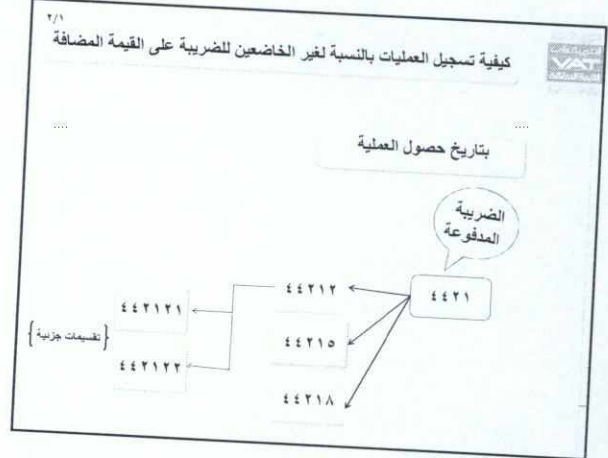 ٢/١
كيفية تسجيل العمليات بالنسبة لغير الخاضعين للضريبة على القيمة المضافة
VAT
بتاريخ حصول العملية
الضريبة
المدفوعة
٤٤٢١
٤٤٢١٢
٤٤٢١٥
٤٤٢١٨
٤٤٢١٢١
٤٤٢١٢٢
{تقسيمات جزئية}